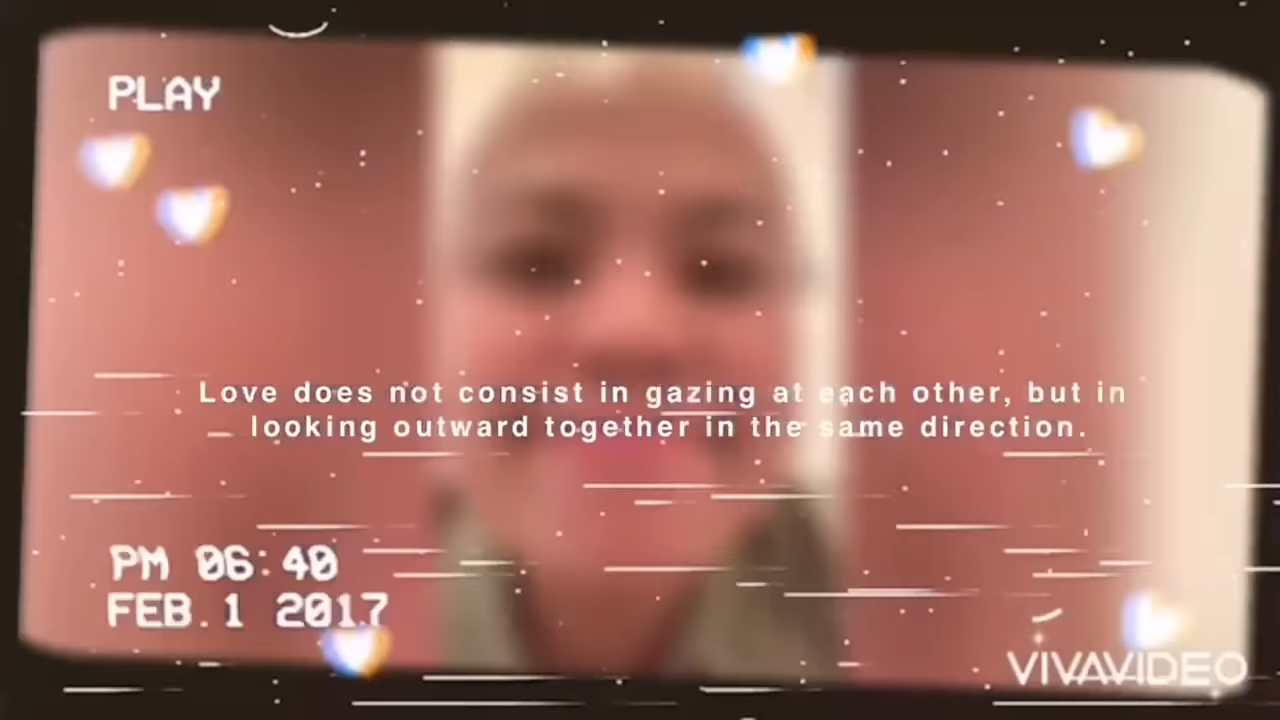 PLAY
Love does not consist in gazing at each other, but in
looking outward together in the same direction.
PM 06:40
FEB.1 2017
VIVAVIDEO